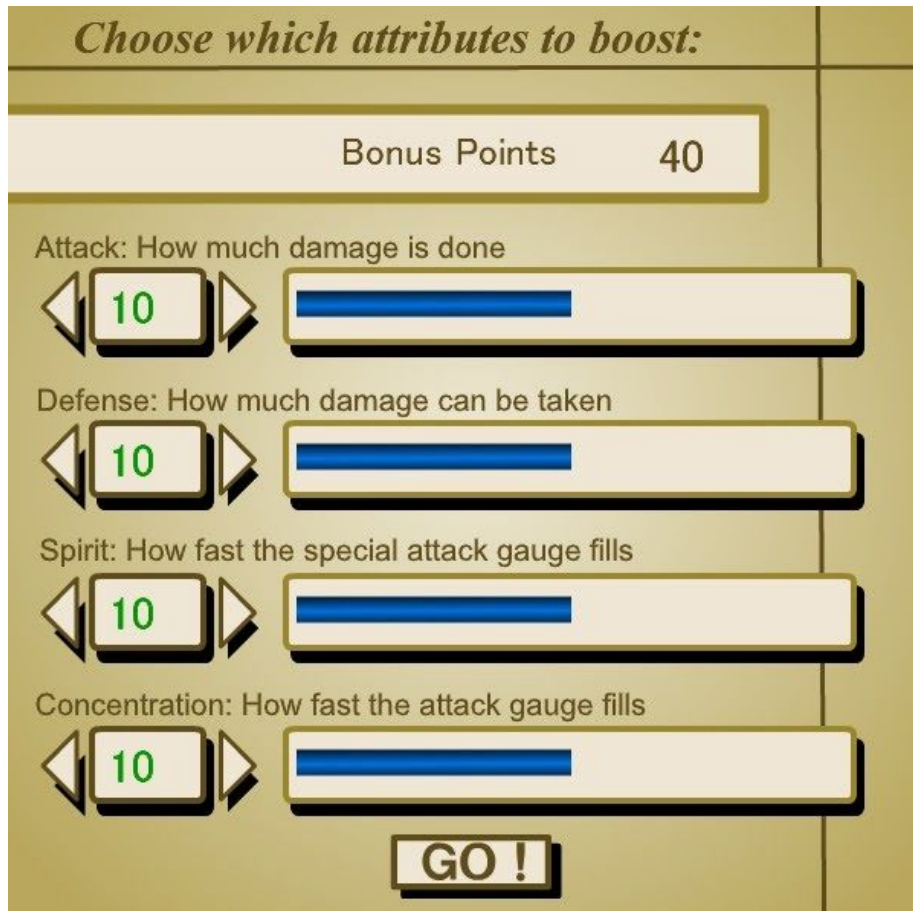 Choose which attributes to boost:
Bonus Points 40
Attack: How much damage is done
10
Defense: How much damage can be taken
10
Spirit: How fast the special attack gauge fills
10
Concentration: How fast the attack gauge fills
10
GO !